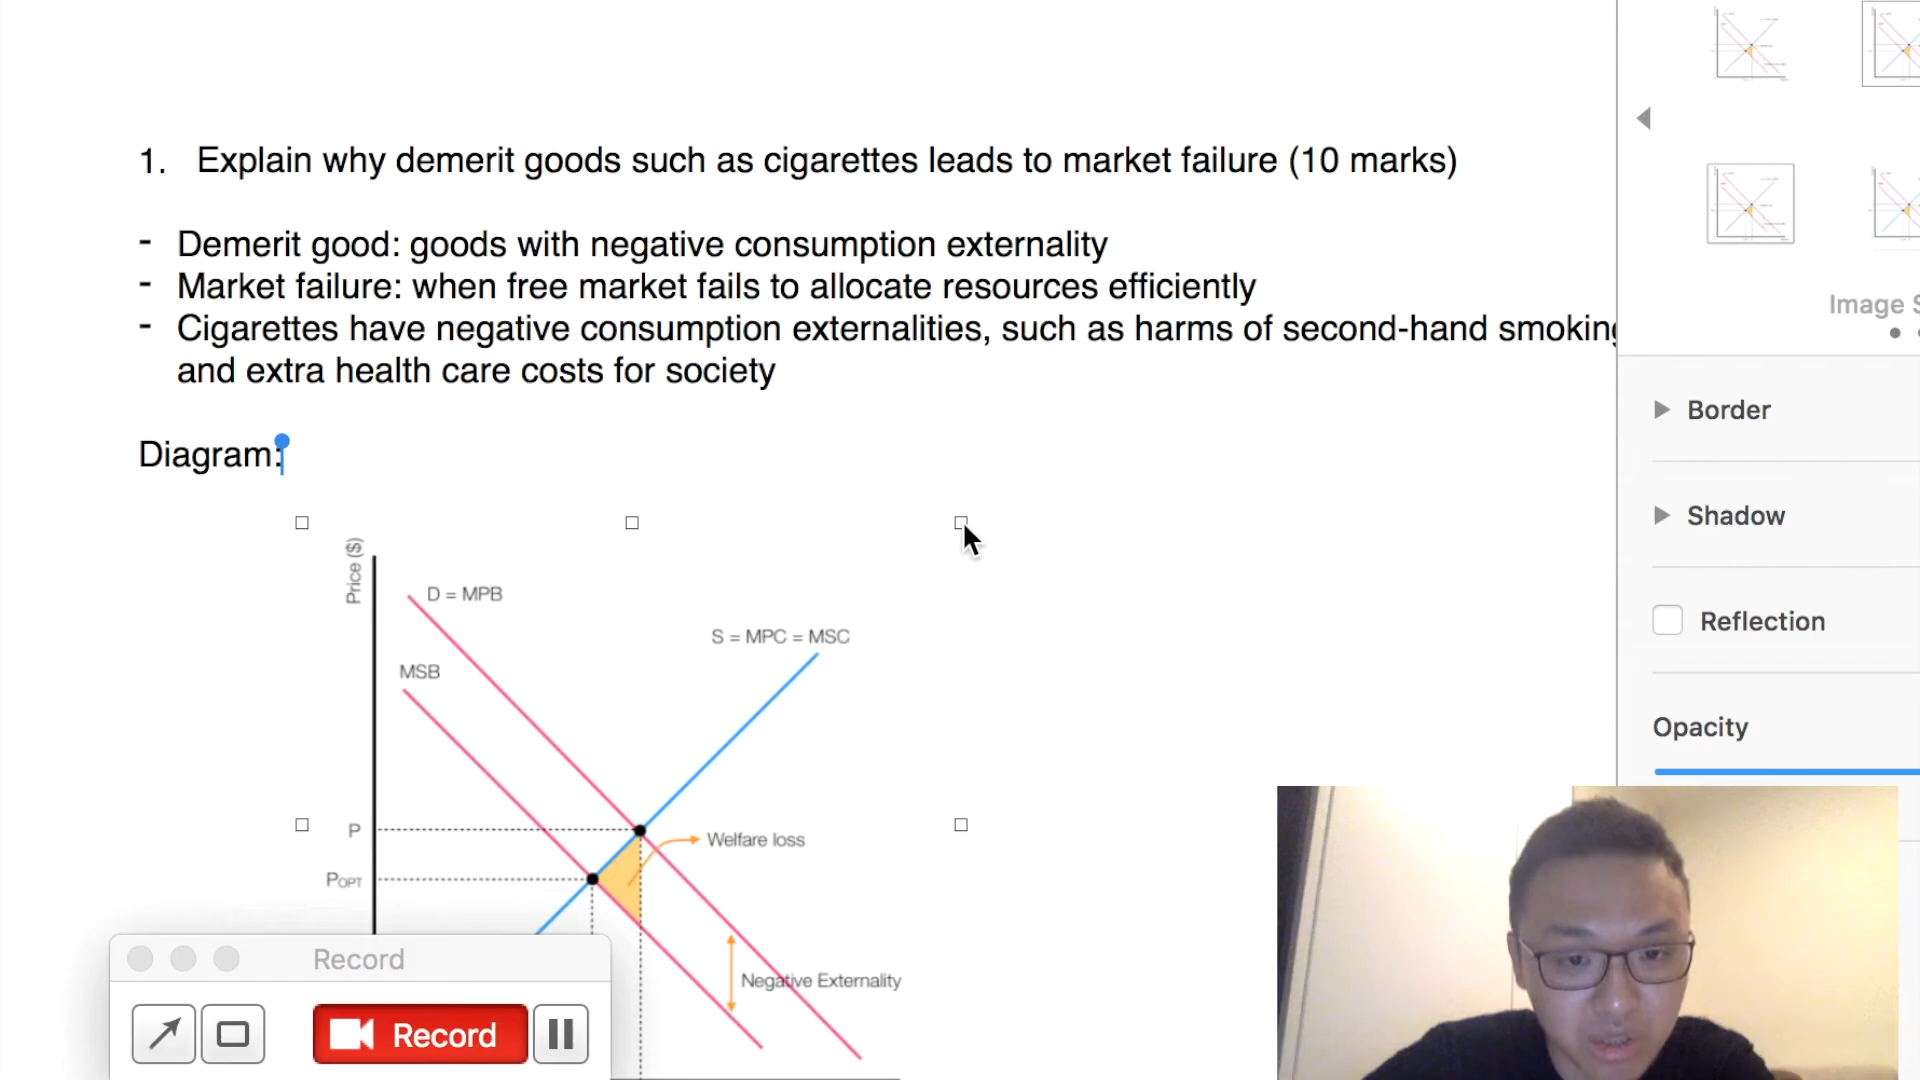 1. Explain why demerit goods such as cigarettes leads to market failure (10 marks)
- Demerit good: goods with negative consumption externality
- Market failure: when free market fails to allocate resources efficiently
- Cigarettes have negative consumption externalities, such as harms of second-hand smoking
and extra health care costs for society
Diagram:
Price ($)
D = MPB
S = MPC = MSC
MSB
P
Welfare loss
POPT
Negative Externality
Record
Record
Image S
Border
Shadow
Reflection
Opacity